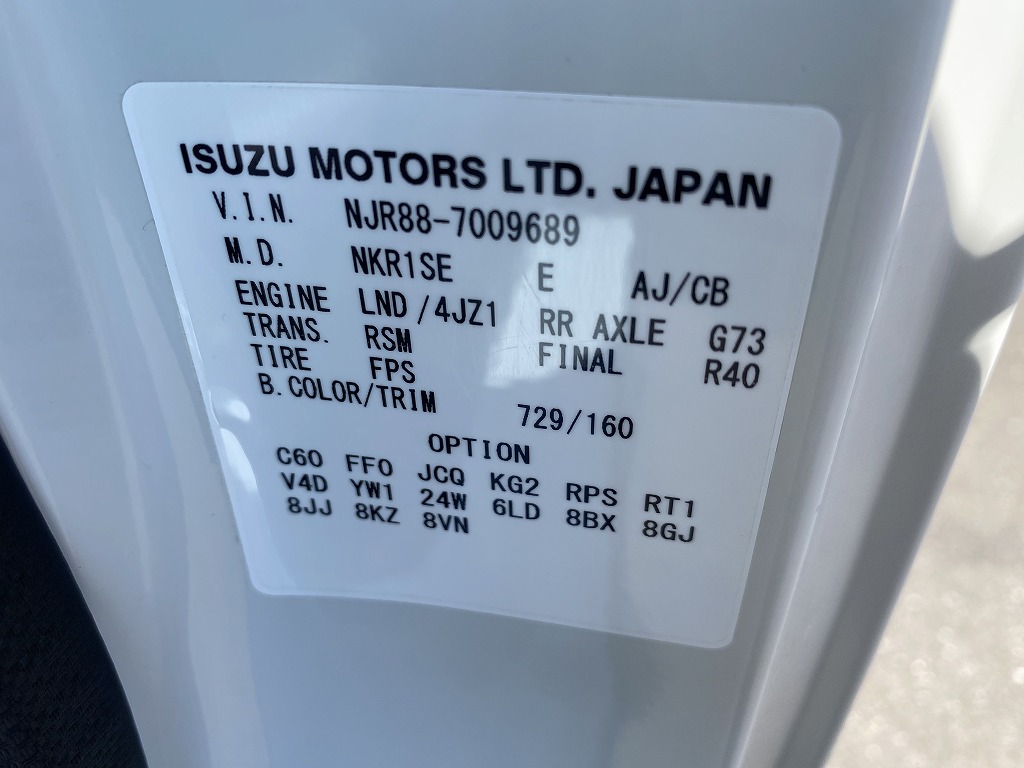 ISUZU MOTORS LTD. JAPAN
V.I.N. NJR88-7009689
M.D. NKR1SE E AJ/CB
ENGINE LND/4JZ1 RR AXLE G73
TRANS. RSM FINAL R40
TIRE FPS
B.COLOR/TRIM 729/160
OPTION
C60 FF0 JCQ KG2 RPS RT1
V4D YW1 24W 6LD 8BX 8GJ
8JJ 8KZ 8VN